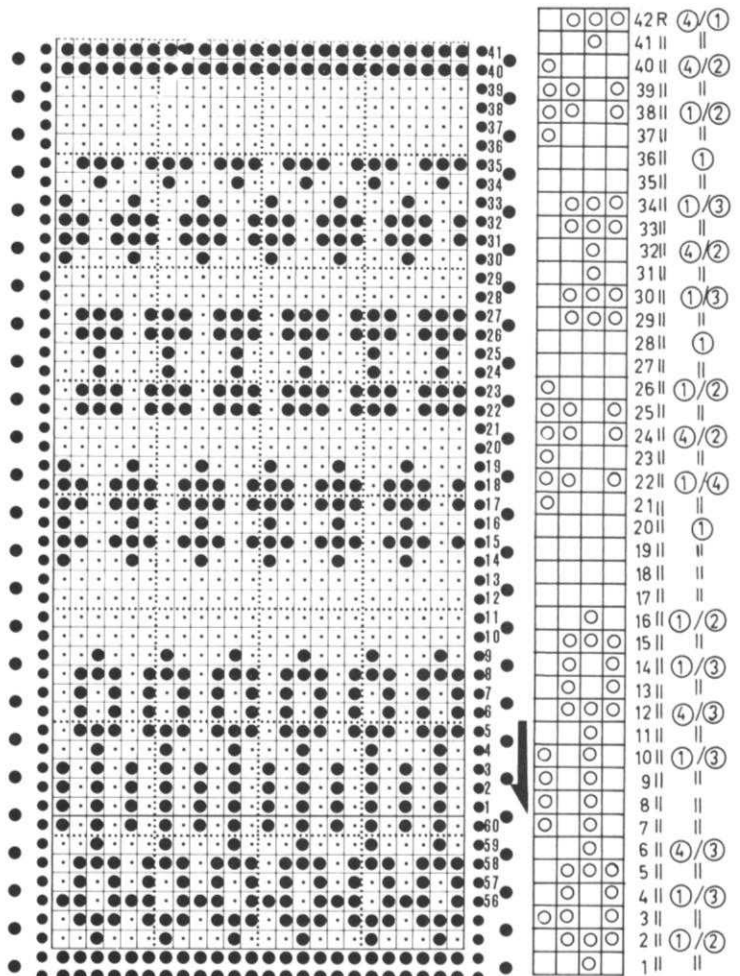 41
40
39
38
37
36
35
34
33
32
31
30
29
28
27
26
25
24
23
22
21
20
19
18
17
16
15
14
13
12
11
10
9
8
7
6
5
4
3
2
1
60
59
58
57
56
42 R ④/①
41 || ||
40 || ④/②
39 || ||
38 || ①/②
37 || ||
36 || ①
35 || ||
34 || ①/③
33 || ||
32 || ④/②
31 || ||
30 || ①/③
29 || ||
28 || ①
27 || ||
26 || ①/②
25 || ||
24 || ④/②
23 || ||
22 || ①/④
21 || ||
20 || ①
19 || ||
18 || ||
17 || ||
16 || ①/②
15 || ||
14 || ①/③
13 || ||
12 || ④/③
11 || ||
10 || ①/③
9 || ||
8 || ||
7 || ||
6 || ④/③
5 || ||
4 || ①/③
3 || ||
2 || ①/②
1 || ||